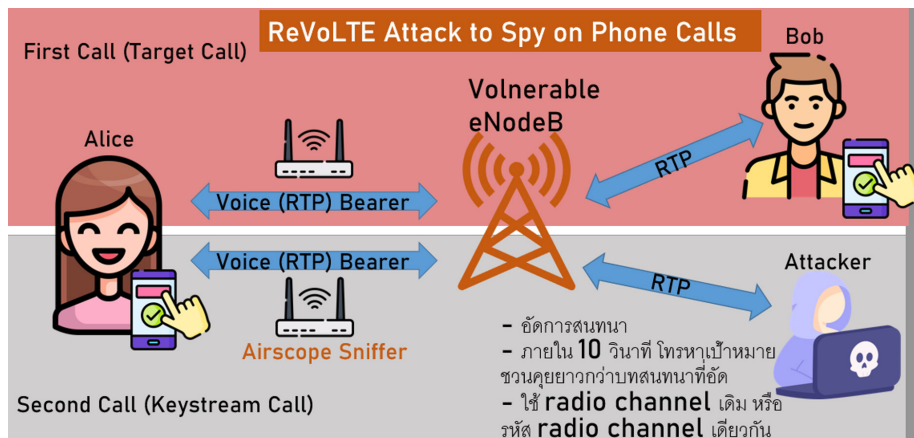 ReVoLTE Attack to Spy on Phone Calls
First Call (Target Call)
Bob
Volnerable
eNodeB
Alice
RTP
Voice (RTP) Bearer
Voice (RTP) Bearer
RTP
Attacker
Airscope Sniffer
- อัดการสนทนา
- ภายใน 10 วินาที โทรหาเป้าหมาย
ชวนคุยยาวกว่าบทสนทนาที่อัด
- ใช้ radio channel เดิม หรือ
รหัส radio channel เดียวกัน
Second Call (Keystream Call)